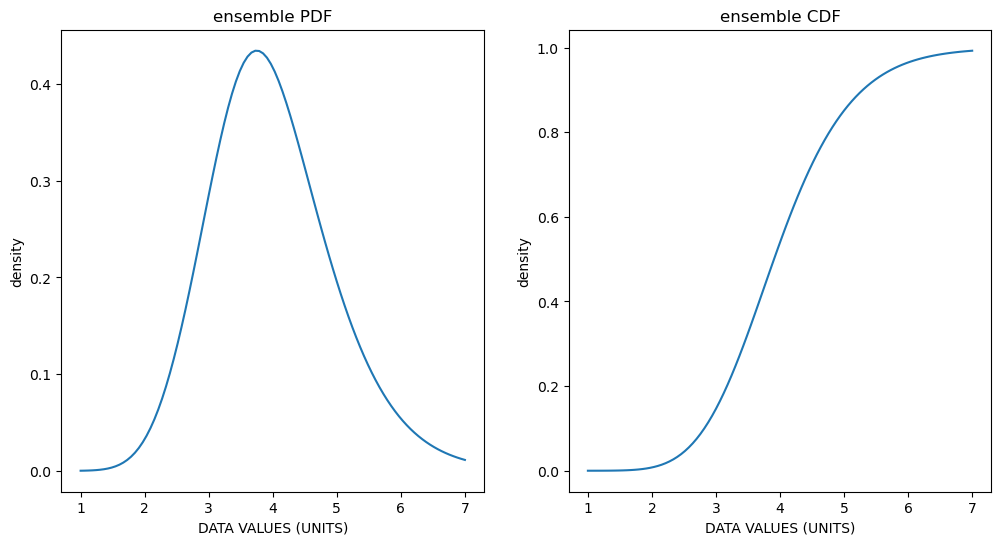 ensemble PDF
density
0.4
0.3
0.2
0.1
0.0
1 2 3 4 5 6 7
DATA VALUES (UNITS)
ensemble CDF
density
1.0
0.8
0.6
0.4
0.2
0.0
1 2 3 4 5 6 7
DATA VALUES (UNITS)